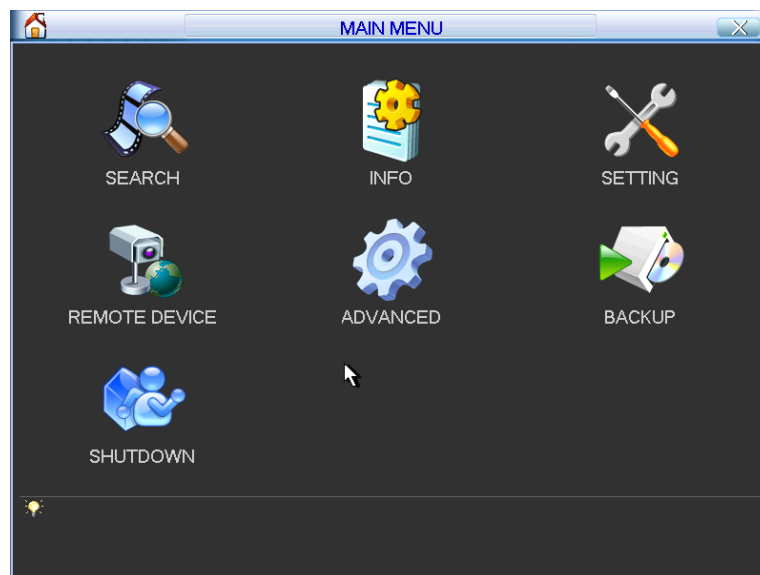 MAIN MENU
SEARCH
INFO
SETTING
REMOTE DEVICE
ADVANCED
BACKUP
SHUTDOWN